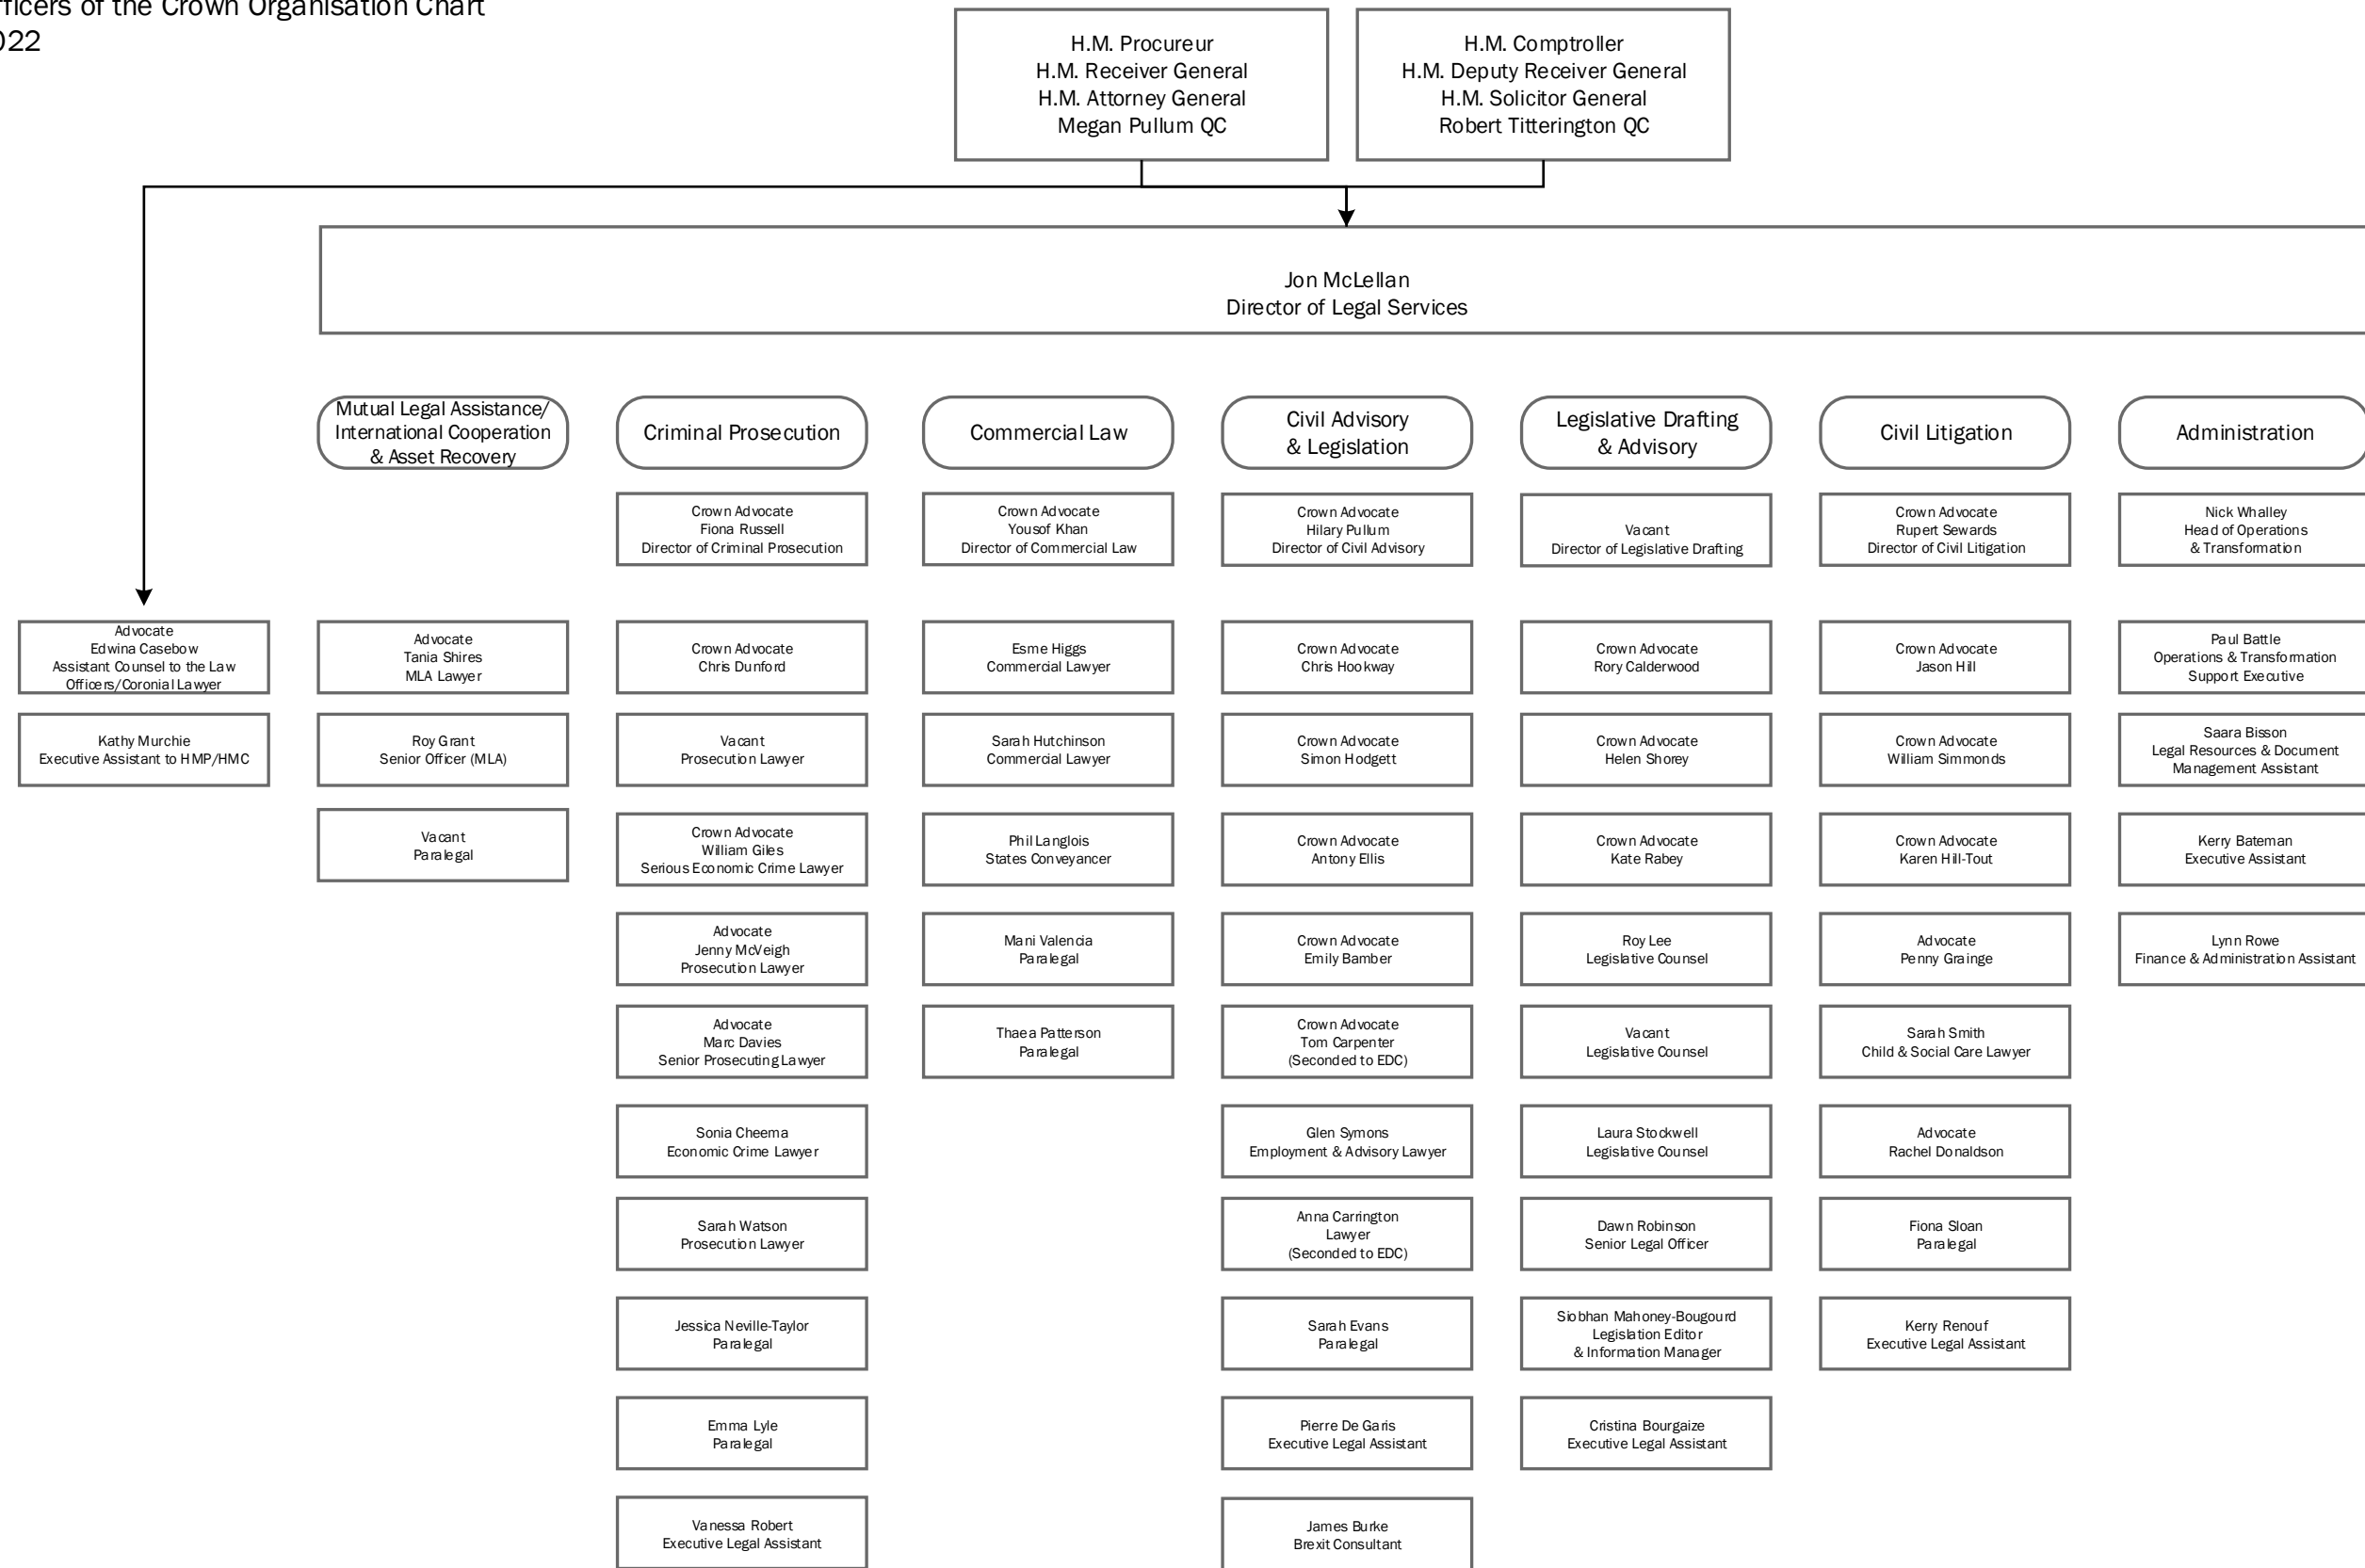 fficers of the Crown Organisation Chart
022
H.M. Procureur
H.M. Receiver General
H.M. Attorney General
Megan Pullum QC
H.M. Comptroller
H.M. Deputy Receiver General
H.M. Solicitor General
Robert Titterington QC
Jon McLellan
Director of Legal Services
Mutual Legal Assistance/
International Cooperation
& Asset Recovery
Criminal Prosecution
Commercial Law
Civil Advisory
& Legislation
Legislative Drafting
& Advisory
Civil Litigation
Administration
Crown Advocate
Fiona Russell
Director of Criminal Prosecution
Crown Advocate
Yousof Khan
Director of Commercial Law
Crown Advocate
Hilary Pullum
Director of Civil Advisory
Vacant
Director of Legislative Drafting
Crown Advocate
Rupert Sewards
Director of Civil Litigation
Nick Whalley
Head of Operations
& Transformation
Advocate
Edwina Casebow
Assistant Counsel to the Law
Officers/Coronial Lawyer
Advocate
Tania Shires
MLA Lawyer
Crown Advocate
Chris Dunford
Esme Higgs
Commercial Lawyer
Crown Advocate
Chris Hookway
Crown Advocate
Rory Calderwood
Crown Advocate
Jason Hill
Paul Battle
Operations & Transformation
Support Executive
Kathy Murchie
Executive Assistant to HMP/HMC
Roy Grant
Senior Officer (MLA)
Vacant
Prosecution Lawyer
Sarah Hutchinson
Commercial Lawyer
Crown Advocate
Simon Hodgett
Crown Advocate
Helen Shorey
Crown Advocate
William Simmonds
Saara Bisson
Legal Resources & Document
Management Assistant
Vacant
Paralegal
Crown Advocate
William Giles
Serious Economic Crime Lawyer
Phil Langlois
States Conveyancer
Crown Advocate
Antony Ellis
Crown Advocate
Kate Rabey
Crown Advocate
Karen Hill-Tout
Kerry Bateman
Executive Assistant
Advocate
Jenny McVeigh
Prosecution Lawyer
Mani Valencia
Paralegal
Crown Advocate
Emily Bamber
Roy Lee
Legislative Counsel
Advocate
Penny Grainge
Lynn Rowe
Finance & Administration Assistant
Advocate
Marc Davies
Senior Prosecuting Lawyer
Thaea Patterson
Paralegal
Crown Advocate
Tom Carpenter
(Seconded to EDC)
Vacant
Legislative Counsel
Sarah Smith
Child & Social Care Lawyer
Sonia Cheema
Economic Crime Lawyer
Glen Symons
Employment & Advisory Lawyer
Laura Stockwell
Legislative Counsel
Advocate
Rachel Donaldson
Sarah Watson
Prosecution Lawyer
Anna Carrington
Lawyer
(Seconded to EDC)
Dawn Robinson
Senior Legal Officer
Fiona Sloan
Paralegal
Jessica Neville-Taylor
Paralegal
Sarah Evans
Paralegal
Siobhan Mahoney-Bougourd
Legislation Editor
& Information Manager
Kerry Renouf
Executive Legal Assistant
Emma Lyle
Paralegal
Pierre De Garis
Executive Legal Assistant
Cristina Bourgaize
Executive Legal Assistant
Vanessa Robert
Executive Legal Assistant
James Burke
Brexit Consultant